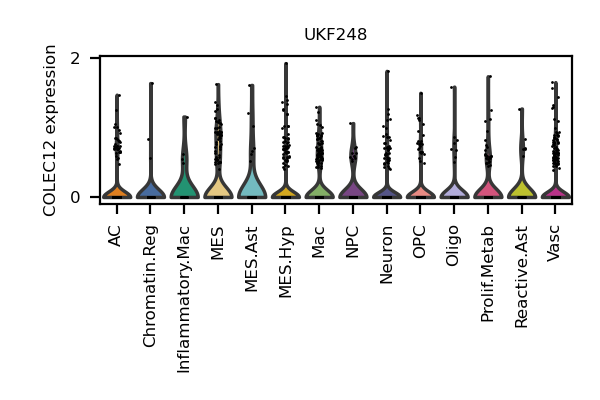 UKF248
COLEC12 expression
2
0
AC
Chromatin.Reg
Inflammatory.Mac
MES
MES.Ast
MES.Hyp
Mac
NPC
Neuron
OPC
Oligo
Prolif.Metab
Reactive.Ast
Vasc